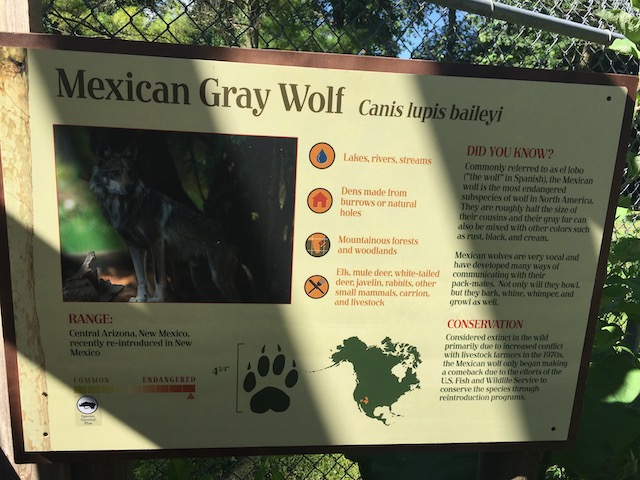 Mexican Gray Wolf Canis lupis baileyi
Lakes, rivers, streams
Dens made from
burrows or natural
holes
Mountainous forests
and woodlands
Elk, mule deer, white-tailed
deer, javelin, rabbits, other
small mammals, carrion,
and livestock
DID YOU KNOW?
Commonly referred to as el lobo
("the wolf" in Spanish), the Mexican
wolf is the most endangered
subspecies of wolf in North America.
They are roughly half the size of
their cousins and their gray fur can
also be mixed with other colors such
as rust, black, and cream.
Mexican wolves are very vocal and
have developed many ways of
communicating with their
pack-mates. Not only will they howl,
but they bark, whine, whimper, and
growl as well.
CONSERVATION
Considered extinct in the wild
primarily due to increased conflict
with livestock farmers in the 1970s,
the Mexican wolf only began making
a comeback due to the efforts of the
U.S. Fish and Wildlife Service to
conserve the species through
reintroduction programs.
RANGE:
Central Arizona, New Mexico,
recently re-introduced in New
Mexico
COMMON ENDANGERED
Species
Survival
Plan